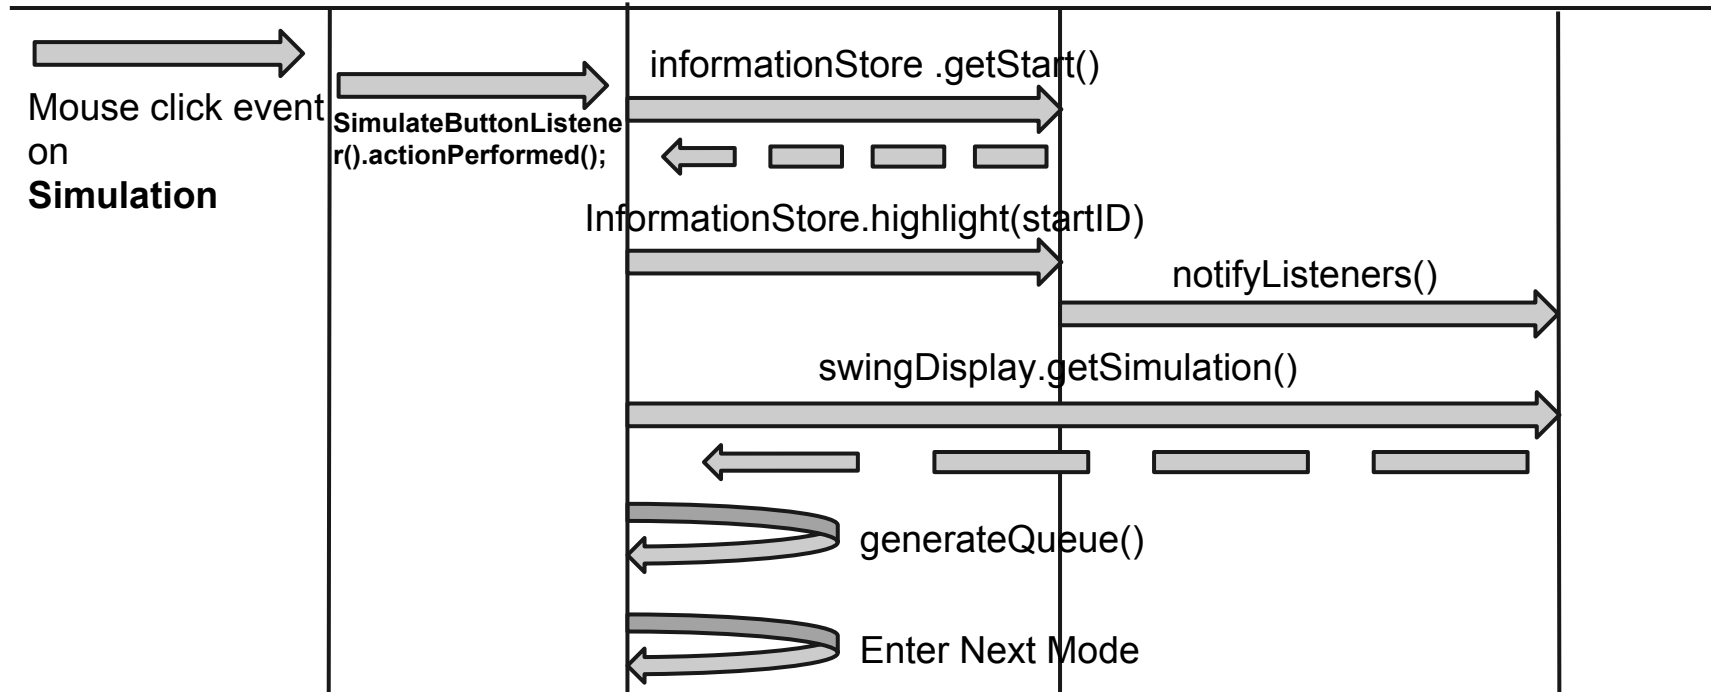 Mouse click event
on
Simulation
SimulateButtonListene
r().actionPerformed();
informationStore .getStart()
InformationStore.highlight(startID)
notifyListeners()
swingDisplay.getSimulation()
generateQueue()
Enter Next Mode